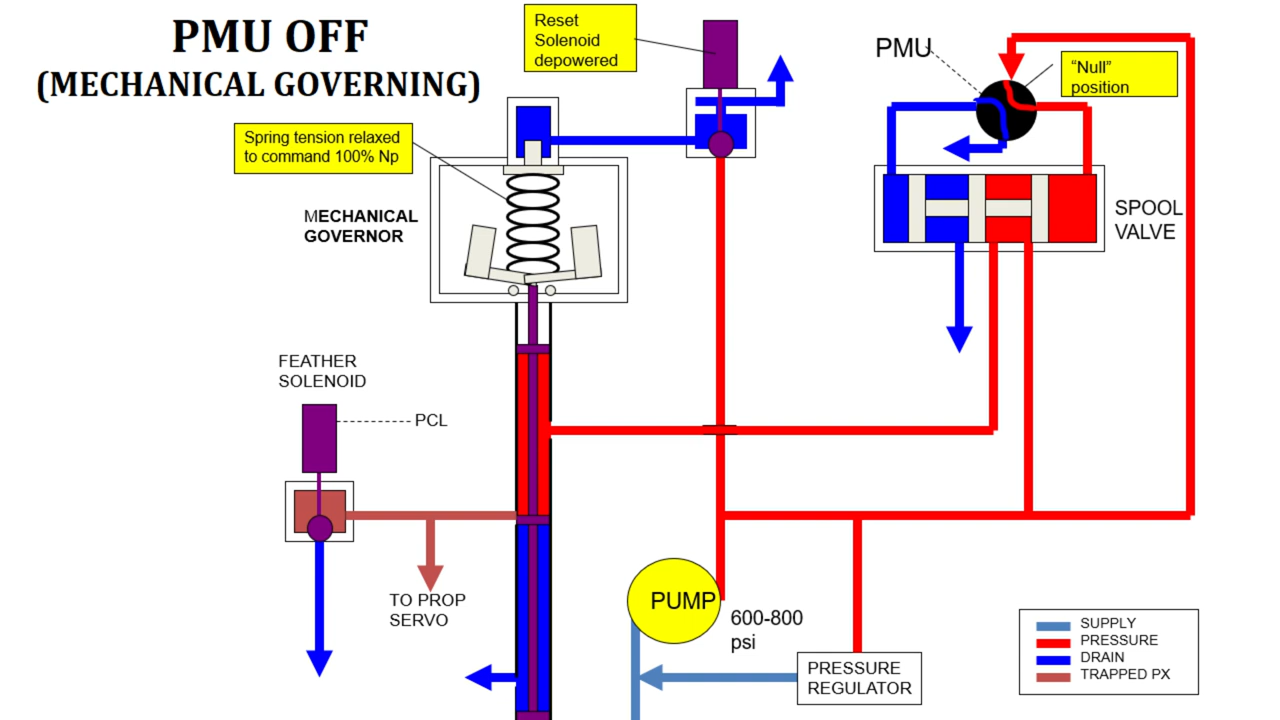 PMU OFF
(MECHANICAL GOVERNING)
Reset
Solenoid
depowered
PMU
“Null”
position
Spring tension relaxed
to command 100% Np
MECHANICAL
GOVERNOR
SPOOL
VALVE
FEATHER
SOLENOID
PCL
TO PROP
SERVO
PUMP
600-800
psi
PRESSURE
REGULATOR
SUPPLY
PRESSURE
DRAIN
TRAPPED PX